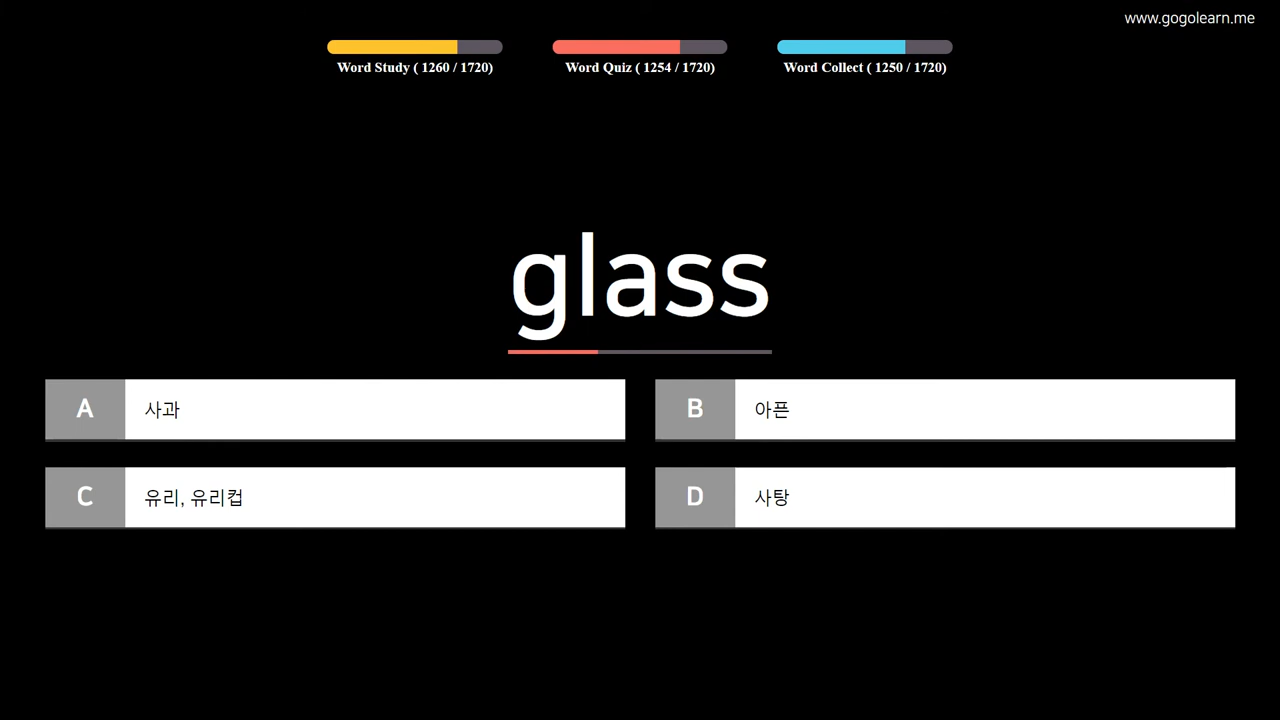 www.gogolearn.me
Word Study ( 1260 / 1720) Word Quiz ( 1254 / 1720) Word Collect ( 1250 / 1720)
glass
A 사과 B 아픈
C 유리, 유리컵 D 사탕